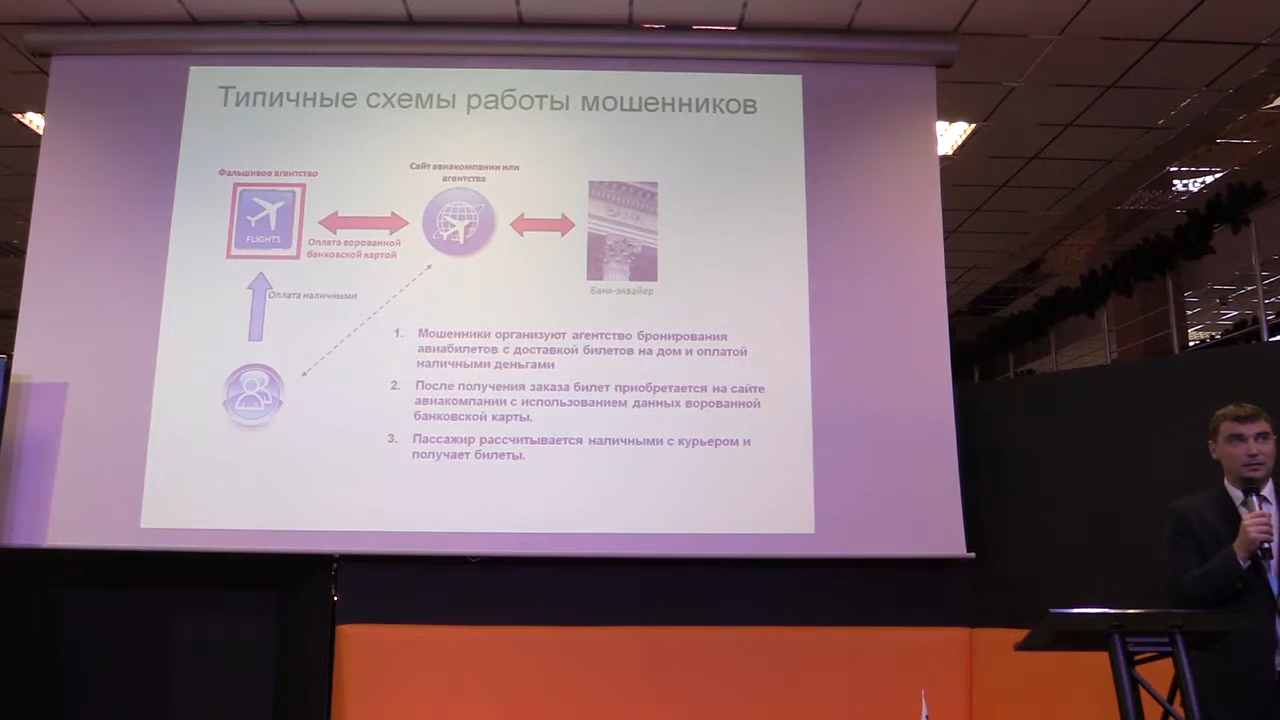 Типичные схемы работы мошенников
Фальшивое агентство
Сайт авиакомпании или
агентства
FLIGHTS
BANK
Оплата ворованной
банковской картой
Банк-эквайер
Оплата наличными
1. Мошенники организуют агентство бронирования
авиабилетов с доставкой билетов на дом и оплатой
наличными деньгами
2. После получения заказа билет приобретается на сайте
авиакомпании с использованием данных ворованной
банковской карты.
3. Пассажир рассчитывается наличными с курьером и
получает билеты.